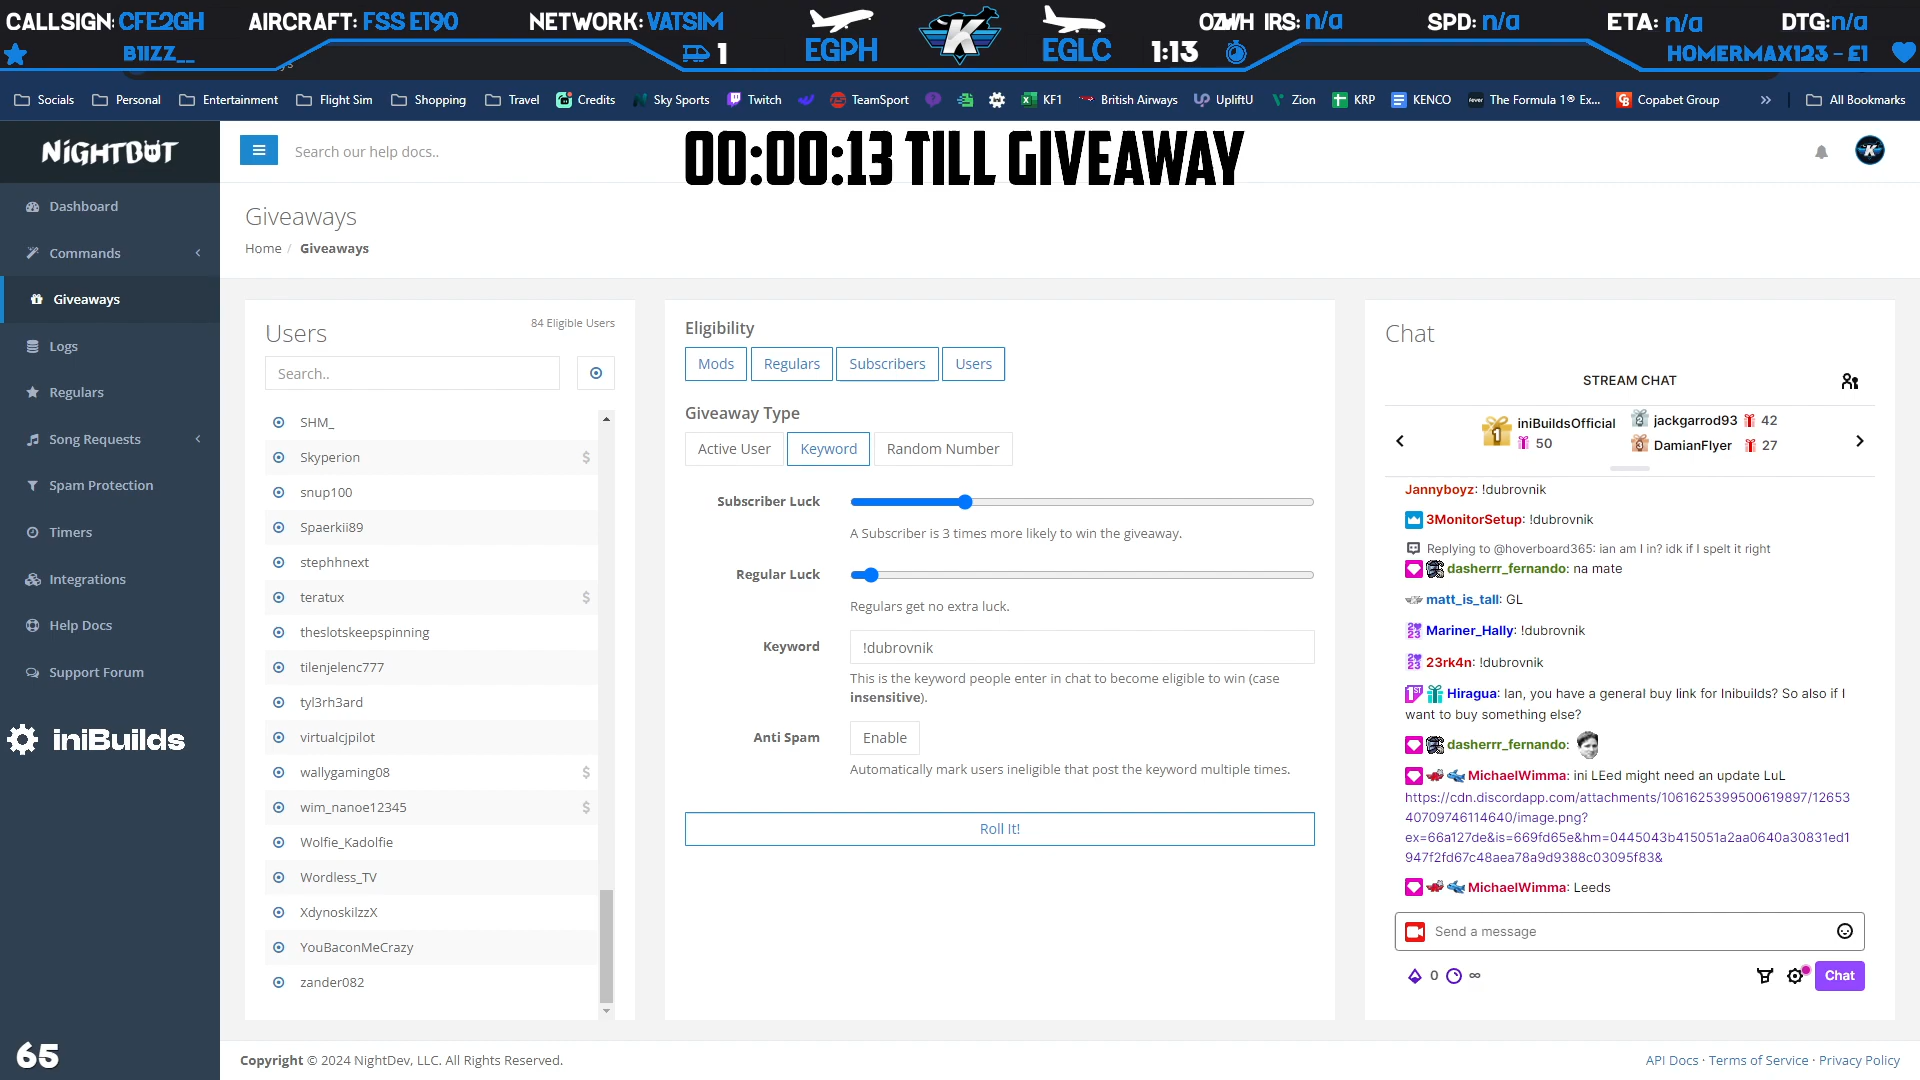 CALLSIGN: CFE2GH
AIRCRAFT: FSS E190
NETWORK: VATSIM
IRS: n/a
SPD: n/a
ETA: n/a
DTG:n/a
B11ZZ__
1
EGPH
K
EGLC
1:13
HOMERMAX123 - £1
Socials
Personal
Entertainment
Flight Sim
Shopping
Travel
Credits
Sky Sports
Twitch
TeamSport
KF1
British Airways
UpliftU
Zion
KRP
KENCO
The Formula 1® Ex...
Copabet Group
»
All Bookmarks
NiGHTBOT
Search our help docs..
00:00:13 TILL GIVEAWAY
Dashboard
Commands
Giveaways
Logs
Regulars
Song Requests
Spam Protection
Timers
Integrations
Help Docs
Support Forum
iniBuilds
65
Giveaways
Home / Giveaways
Users
84 Eligible Users
Search..
SHM_
Skyperion $
snup100
Spaerkii89
stephhnext
teratux $
theslotskeepspinning
tilenjelenc777
tyl3rh3ard
virtualcjpilot
wallygaming08 $
wim_nanoe12345 $
Wolfie_Kadolfie
Wordless_TV
XdynoskilzzX
YouBaconMeCrazy
zander082
Eligibility
Mods
Regulars
Subscribers
Users
Giveaway Type
Active User
Keyword
Random Number
Subscriber Luck
A Subscriber is 3 times more likely to win the giveaway.
Regular Luck
Regulars get no extra luck.
Keyword
!dubrovnik
This is the keyword people enter in chat to become eligible to win (case
insensitive).
Anti Spam
Enable
Automatically mark users ineligible that post the keyword multiple times.
Roll It!
Chat
STREAM CHAT
1 iniBuildsOfficial
50
2 jackgarrod93 42
3 DamianFlyer 27
Jannyboyz: !dubrovnik
3MonitorSetup: !dubrovnik
Replying to @hoverboard365: ian am I in? idk if I spelt it right
dasherrr_fernando: na mate
matt_is_tall: GL
Mariner_Hally: !dubrovnik
23rk4n: !dubrovnik
Hiragua: Ian, you have a general buy link for Inibuilds? So also if I
want to buy something else?
dasherrr_fernando:
MichaelWimma: ini LEed might need an update LuL
https://cdn.discordapp.com/attachments/1061625399500619897/12653
40709746114640/image.png?
ex=66a127de&is=669fd65e&hm=0445043b415051a2aa0640a30831ed1
947f2fd67c48aea78a9d9388c03095f83&
MichaelWimma: Leeds
Send a message
0 ∞
Chat
Copyright © 2024 NightDev, LLC. All Rights Reserved.
API Docs · Terms of Service · Privacy Policy